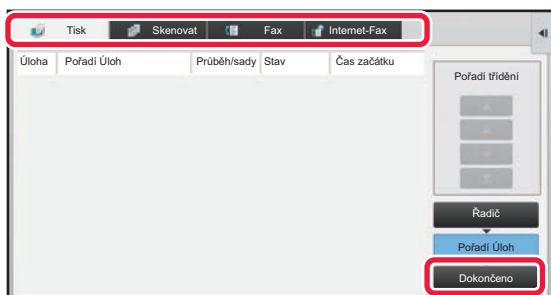 Tisk Skenovat Fax Internet-Fax
Úloha Pořadí Úloh Průběh/sady Stav Čas začátku
Pořadí třídění
Řadič
Pořadí Úloh
Dokončeno